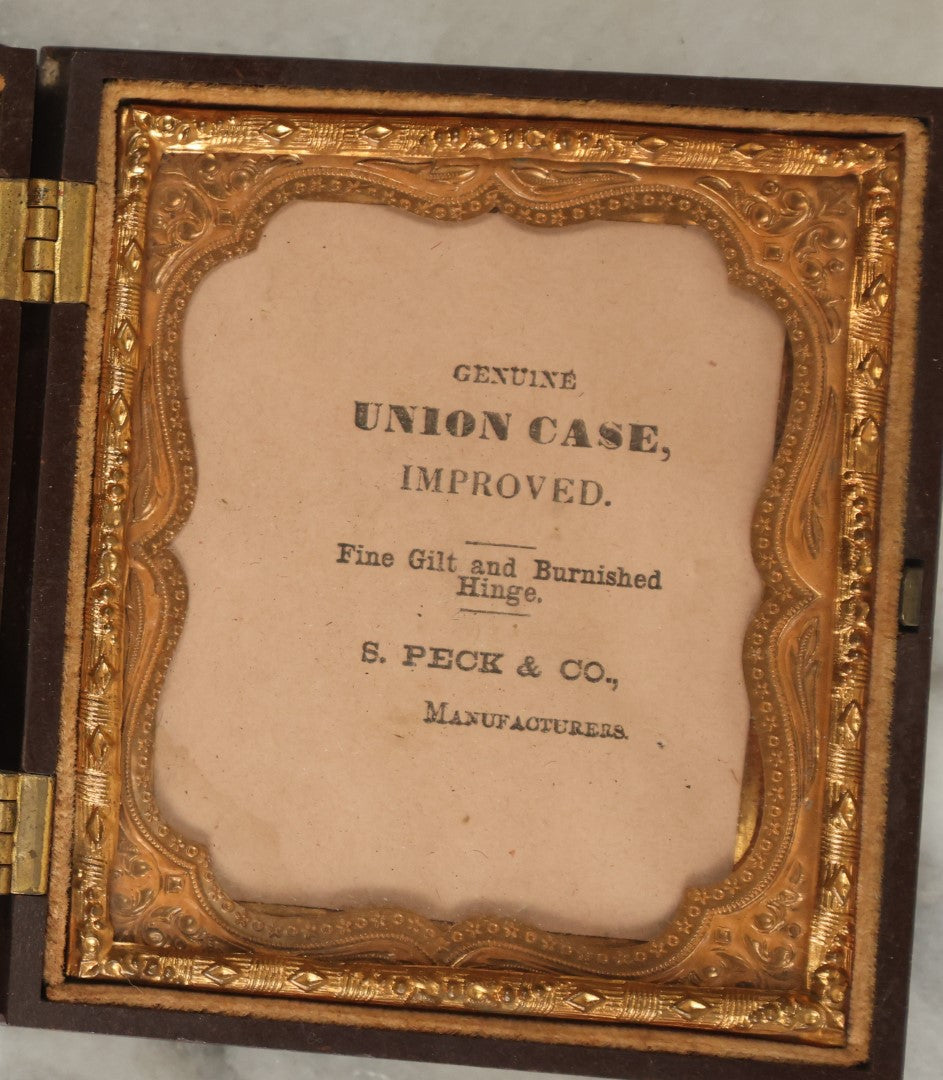 GENUINE
UNION CASE,
IMPROVED.
Fine Gilt and Burnished
Hinge.
S. PECK & CO.,
MANUFACTURERS.